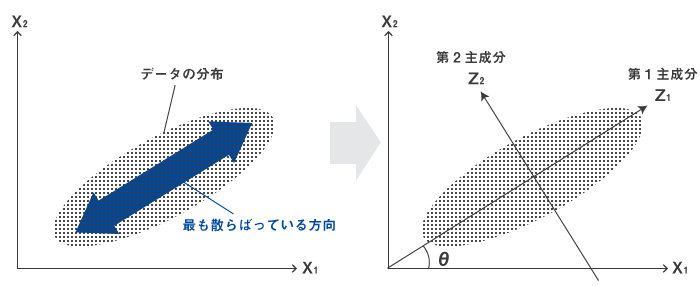 X2
データの分布
最も散らばっている方向
X1
X2
第２主成分
Z2
第１主成分
Z1
θ
X1